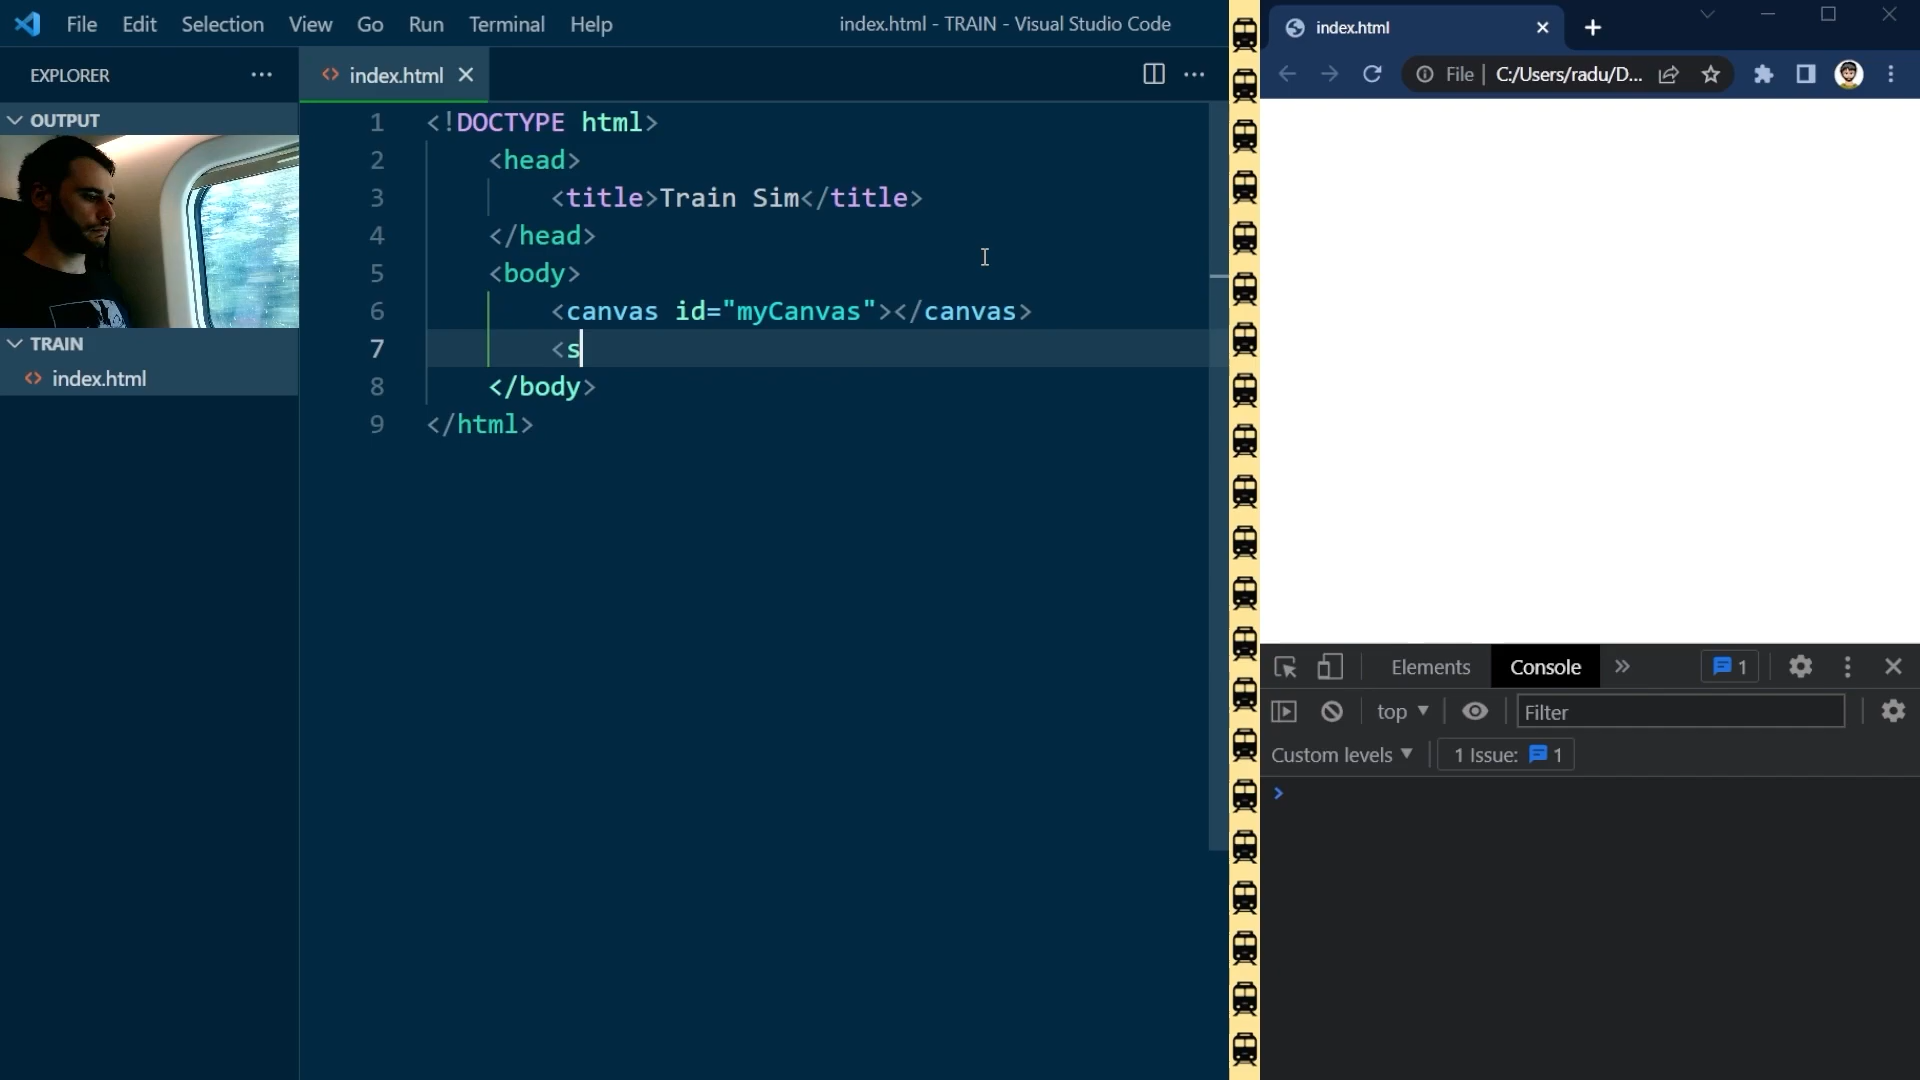 File Edit Selection View Go Run Terminal Help
index.html - TRAIN - Visual Studio Code
EXPLORER
OUTPUT
TRAIN
index.html
index.html
1 <!DOCTYPE html>
2 <head>
3 <title>Train Sim</title>
4 </head>
5 <body>
6 <canvas id="myCanvas"></canvas>
7 <s
8 </body>
9 </html>
index.html
File C:/Users/radu/D...
Elements Console 1
top Filter
Custom levels 1 Issue: 1